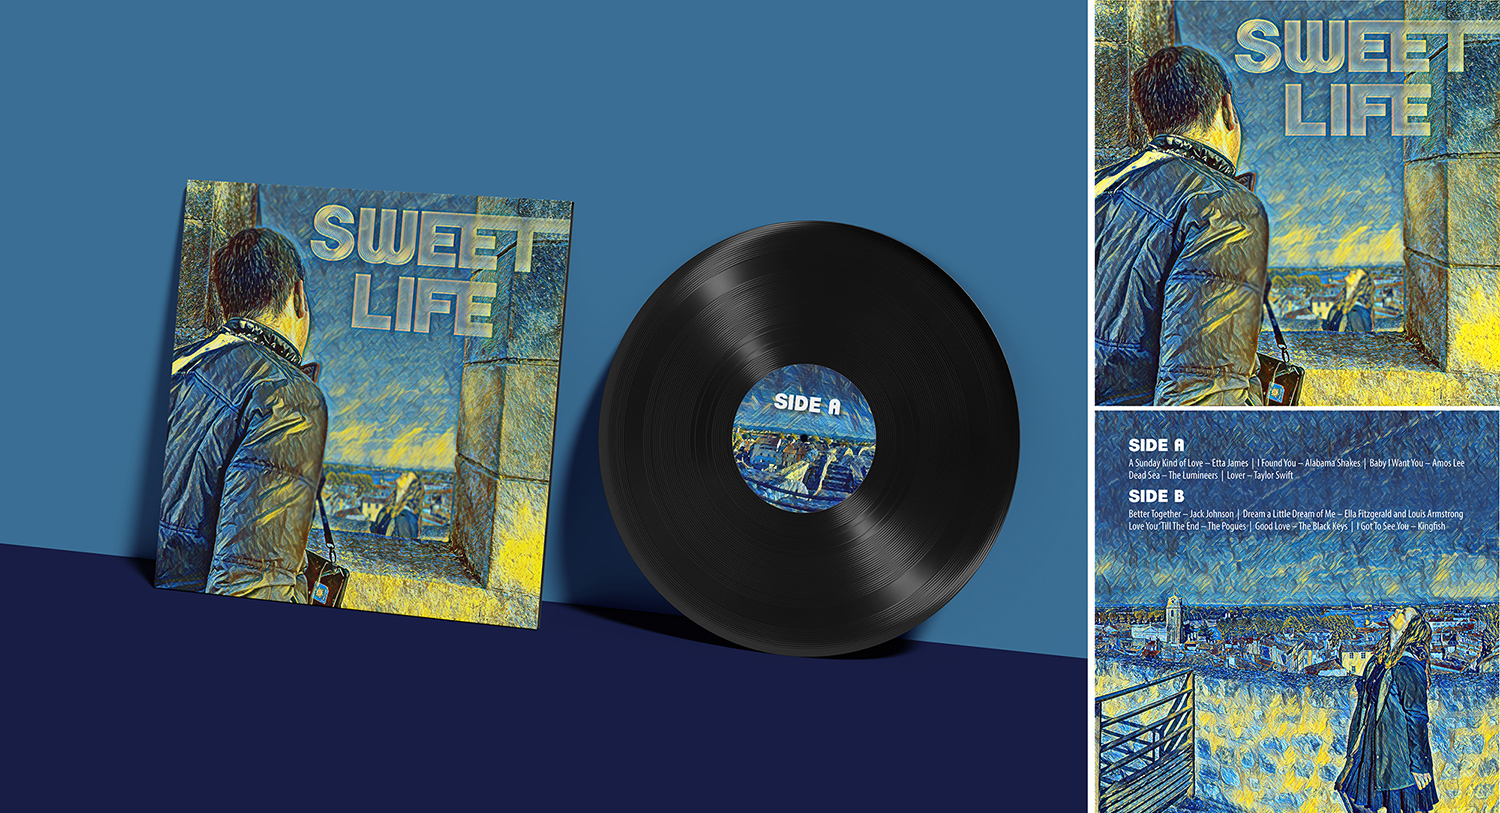 SWEET
LIFE
SIDE A
SWEET
LIFE
SIDE A
A Sunday Kind of Love – Etta James | I Found You – Alabama Shakes | Baby I Want You – Amos Lee
Dead Sea – The Lumineers | Lover – Taylor Swift
SIDE B
Better Together – Jack Johnson | Dream a Little Dream of Me – Ella Fitzgerald and Louis Armstrong
Love You 'Till The End – The Pogues | Good Love – The Black Keys | I Got To See You – Kingfish